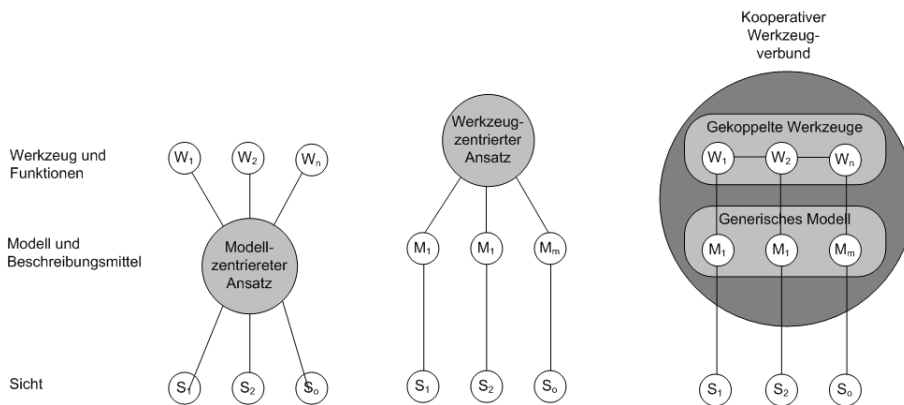 Kooperativer
Werkzeug-
verbund
Werkzeug und
Funktionen
W1
W2
Wn
Werkzeug-
zentrierter
Ansatz
Gekoppelte Werkzeuge
W1
W2
Wn
Modell und
Beschreibungsmittel
Modell-
zentriereter
Ansatz
M1
M1
Mm
Generisches Modell
M1
M1
Mm
Sicht
S1
S2
So
S1
S2
So
S1
S2
So